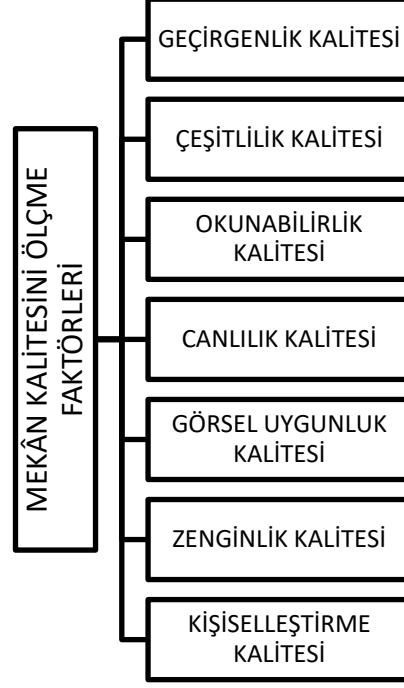 MEKÂN KALİTESİNİ ÖLÇME
FAKTÖRLERİ
GEÇİRGENLİK KALİTESİ
ÇEŞİTLİLİK KALİTESİ
OKUNABİLİRLİK
KALİTESİ
CANLILIK KALİTESİ
GÖRSEL UYGUNLUK
KALİTESİ
ZENGİNLİK KALİTESİ
KİŞİSELLEŞTİRME
KALİTESİ